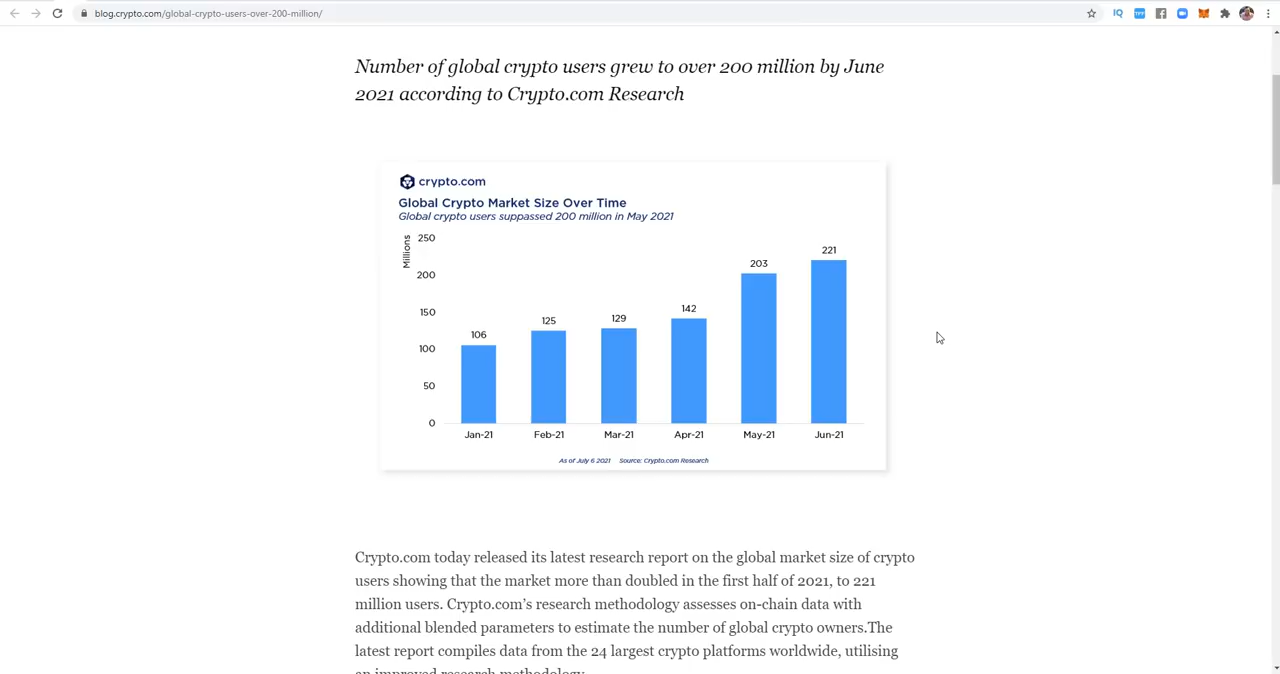 blog.crypto.com/global-crypto-users-over-200-million/
IQ
Number of global crypto users grew to over 200 million by June
2021 according to Crypto.com Research
crypto.com
Global Crypto Market Size Over Time
Global crypto users suppassed 200 million in May 2021
Millions
250
200
150
100
50
0
106
125
129
142
203
221
Jan-21
Feb-21
Mar-21
Apr-21
May-21
Jun-21
As of July 6 2021 Source: Crypto.com Research
Crypto.com today released its latest research report on the global market size of crypto
users showing that the market more than doubled in the first half of 2021, to 221
million users. Crypto.com’s research methodology assesses on-chain data with
additional blended parameters to estimate the number of global crypto owners.The
latest report compiles data from the 24 largest crypto platforms worldwide, utilising
an improved research methodology.